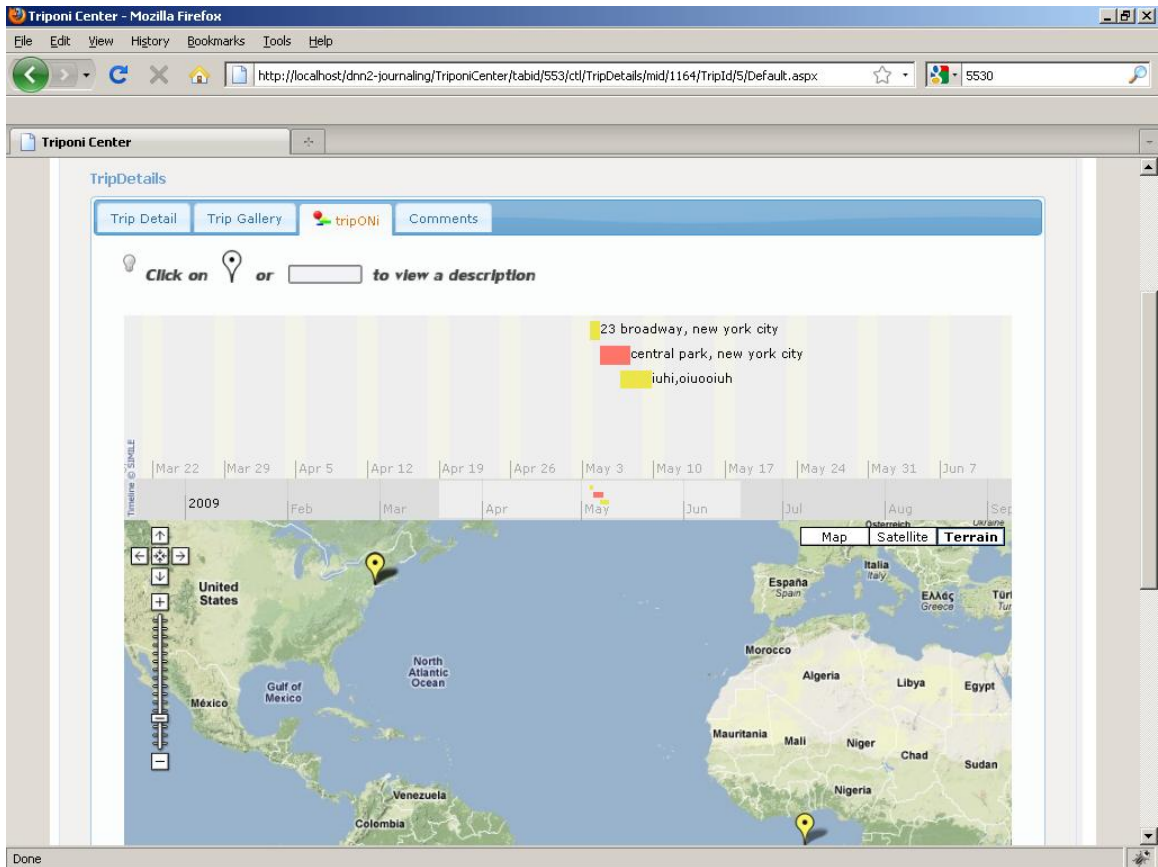 Triponi Center - Mozilla Firefox
File Edit View History Bookmarks Tools Help
http://localhost/dnn2-journaling/TriponiCenter/tabid/553/ctl/TripDetails/mid/1164/TripId/5/Default.aspx 5530
Triponi Center
TripDetails
Trip Detail Trip Gallery tripONi Comments
Click on or to view a description
23 broadway, new york city
central park, new york city
iuhi,oiuooiuh
Timeline © SIMILE
Mar 22 Mar 29 Apr 5 Apr 12 Apr 19 Apr 26 May 3 May 10 May 17 May 24 May 31 Jun 7
2009 Feb Mar Apr May Jun Jul Aug Sep
Österreich Ukraine
Map Satellite Terrain
Italia
Italy
United
States
España
Spain
Ελλάς
Greece
Tür
Tur
Morocco
North
Atlantic
Ocean
Algeria Libya Egypt
Gulf of
Mexico
México
Mauritania Mali Niger Chad Sudan
Nigeria
Venezuela
Colombia
Done